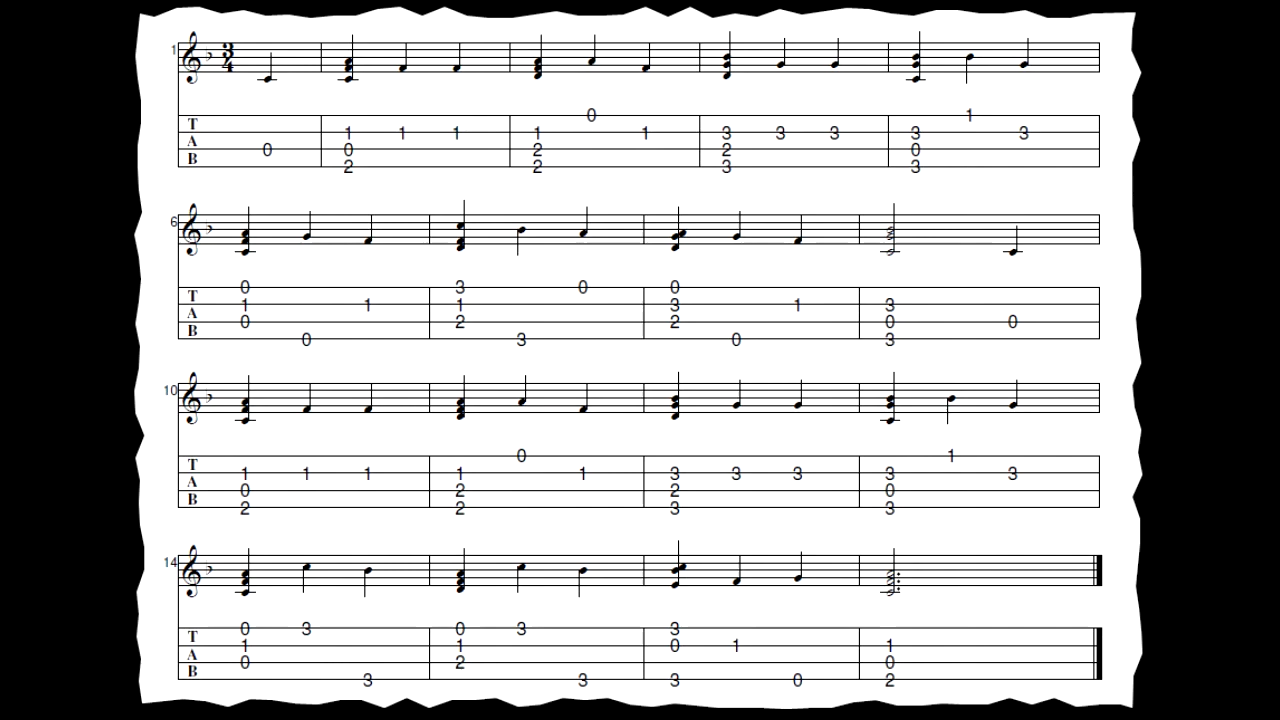 1 3 4
T A B 0 1 0 2 1 1 1 2 2 0 1 3 2 3 3 3 3 0 3 1 3
6
T A B 0 1 0 0 1 3 1 2 3 0 0 3 2 0 1 3 0 3 0
10
T A B 1 0 2 1 1 1 2 2 0 1 3 2 3 3 3 3 0 3 1 3
14
T A B 0 1 0 3 3 0 1 2 3 3 3 0 3 1 0 1 0 2